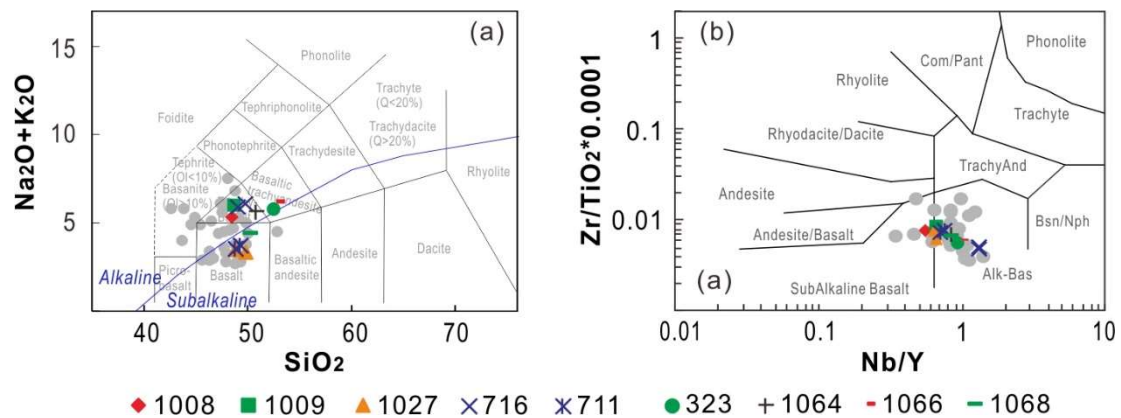 (a)
15
10
5
Na2O+K2O
Phonolite
Tephriphonolite
Foidite
Trachyte
(Q<20%)
Trachydacite
(Q>20%)
Phonotephrite
Trachydesite
Tephrite
(Ol<10%)
Basanite
Basaltic
trachyandesite
Rhyolite
Picro-
basalt
Basalt
Basaltic
andesite
Andesite
Dacite
Alkaline
Subalkaline
40
50
60
70
SiO2
(b)
1
0.1
0.01
0.001
Zr/TiO2*0.0001
Phonolite
Com/Pant
Rhyolite
Trachyte
Rhyodacite/Dacite
TrachyAnd
Andesite
Bsn/Nph
Andesite/Basalt
(a)
Alk-Bas
SubAlkaline Basalt
0.01
0.1
1
10
Nb/Y
1008
1009
1027
716
711
323
1064
1066
1068